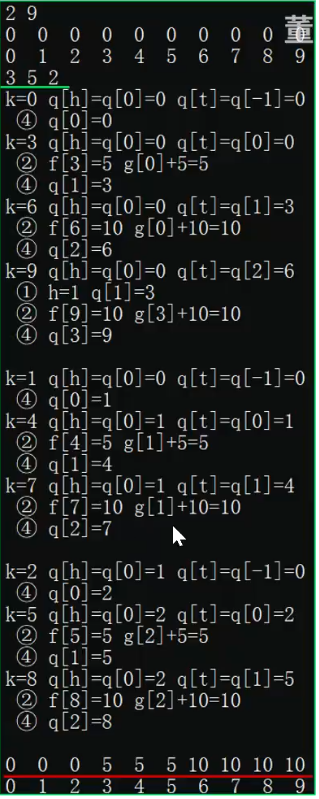 2 9
0 0 0 0 0 0 0 0 0 0
0 1 2 3 4 5 6 7 8 9
董
3 5 2
k=0 q[h]=q[0]=0 q[t]=q[-1]=0
④ q[0]=0
k=3 q[h]=q[0]=0 q[t]=q[0]=0
② f[3]=5 g[0]+5=5
④ q[1]=3
k=6 q[h]=q[0]=0 q[t]=q[1]=3
② f[6]=10 g[0]+10=10
④ q[2]=6
k=9 q[h]=q[0]=0 q[t]=q[2]=6
① h=1 q[1]=3
② f[9]=10 g[3]+10=10
④ q[3]=9
k=1 q[h]=q[0]=0 q[t]=q[-1]=0
④ q[0]=1
k=4 q[h]=q[0]=1 q[t]=q[0]=1
② f[4]=5 g[1]+5=5
④ q[1]=4
k=7 q[h]=q[0]=1 q[t]=q[1]=4
② f[7]=10 g[1]+10=10
④ q[2]=7
k=2 q[h]=q[0]=1 q[t]=q[-1]=0
④ q[0]=2
k=5 q[h]=q[0]=2 q[t]=q[0]=2
② f[5]=5 g[2]+5=5
④ q[1]=5
k=8 q[h]=q[0]=2 q[t]=q[1]=5
② f[8]=10 g[2]+10=10
④ q[2]=8
0 0 0 5 5 5 10 10 10 10
0 1 2 3 4 5 6 7 8 9